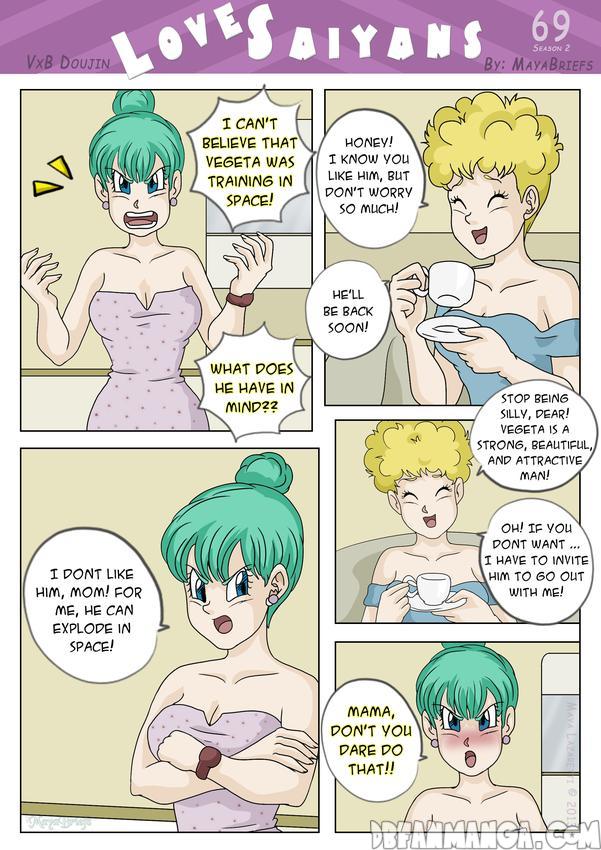 VxB Doujin
Love Saiyans
69
Season 2
By: MayaBriefs
I CAN'T
BELIEVE THAT
VEGETA WAS
TRAINING IN
SPACE!
WHAT DOES
HE HAVE IN
MIND??
HONEY!
I KNOW YOU
LIKE HIM, BUT
DON'T WORRY
SO MUCH!
HE'LL
BE BACK
SOON!
I DONT LIKE
HIM, MOM! FOR
ME, HE CAN
EXPLODE IN
SPACE!
STOP BEING
SILLY, DEAR!
VEGETA IS A
STRONG, BEAUTIFUL,
AND ATTRACTIVE
MAN!
OH! IF YOU
DONT WANT ...
I HAVE TO INVITE
HIM TO GO OUT
WITH ME!
MAMA,
DON'T YOU
DARE DO
THAT!!
MayaBriefs
DBFANMANGA.COM